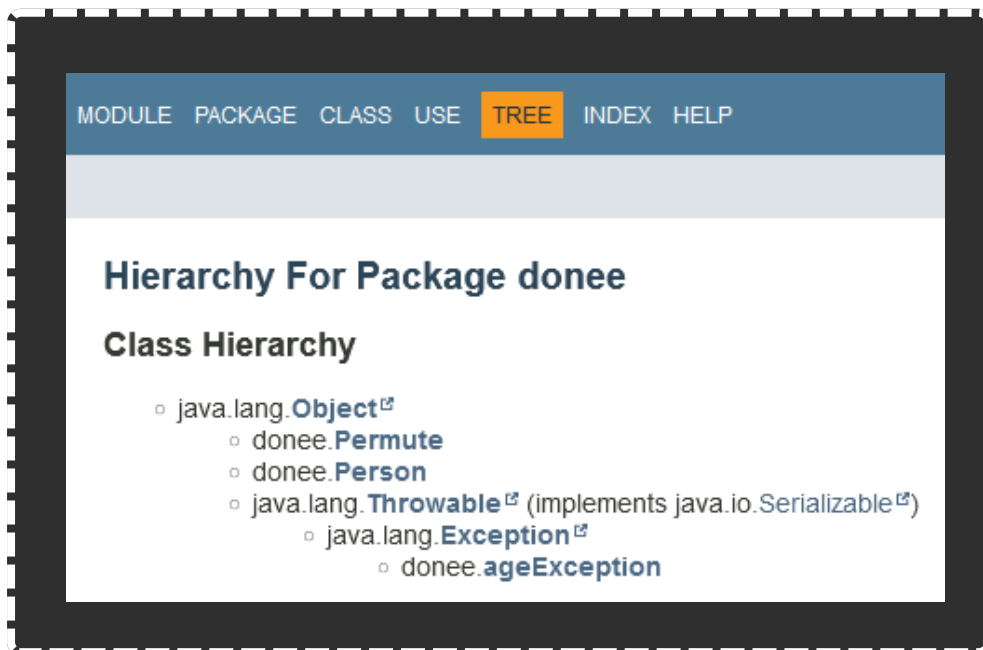 MODULE PACKAGE CLASS USE TREE INDEX HELP
Hierarchy For Package donee
Class Hierarchy
java.lang.Object
donee.Permute
donee.Person
java.lang.Throwable (implements java.io.Serializable)
java.lang.Exception
donee.ageException